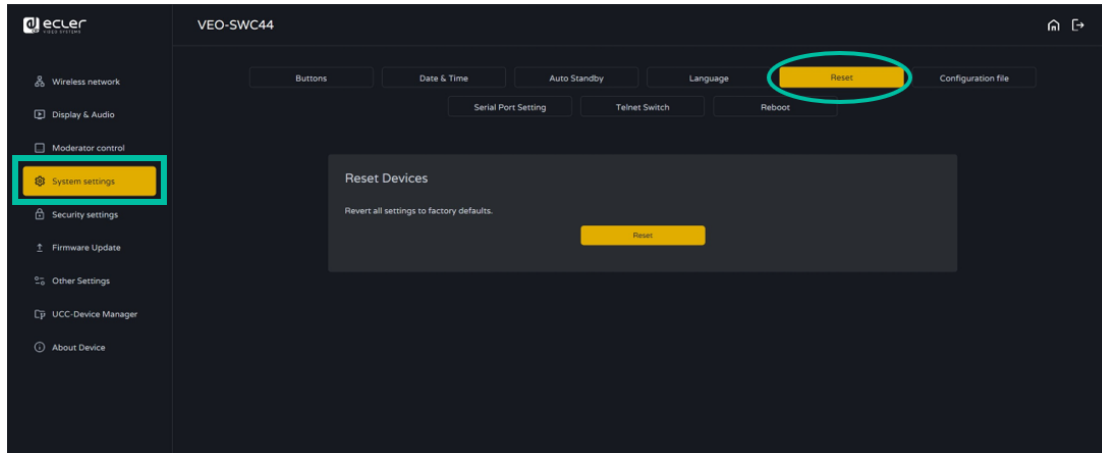 ecler
VIDEO SYSTEMS
VEO-SWC44
Wireless network
Display & Audio
Moderator control
System settings
Security settings
Firmware Update
Other Settings
UCC-Device Manager
About Device
Buttons
Date & Time
Auto Standby
Language
Reset
Configuration file
Serial Port Setting
Telnet Switch
Reboot
Reset Devices
Revert all settings to factory defaults.
Reset